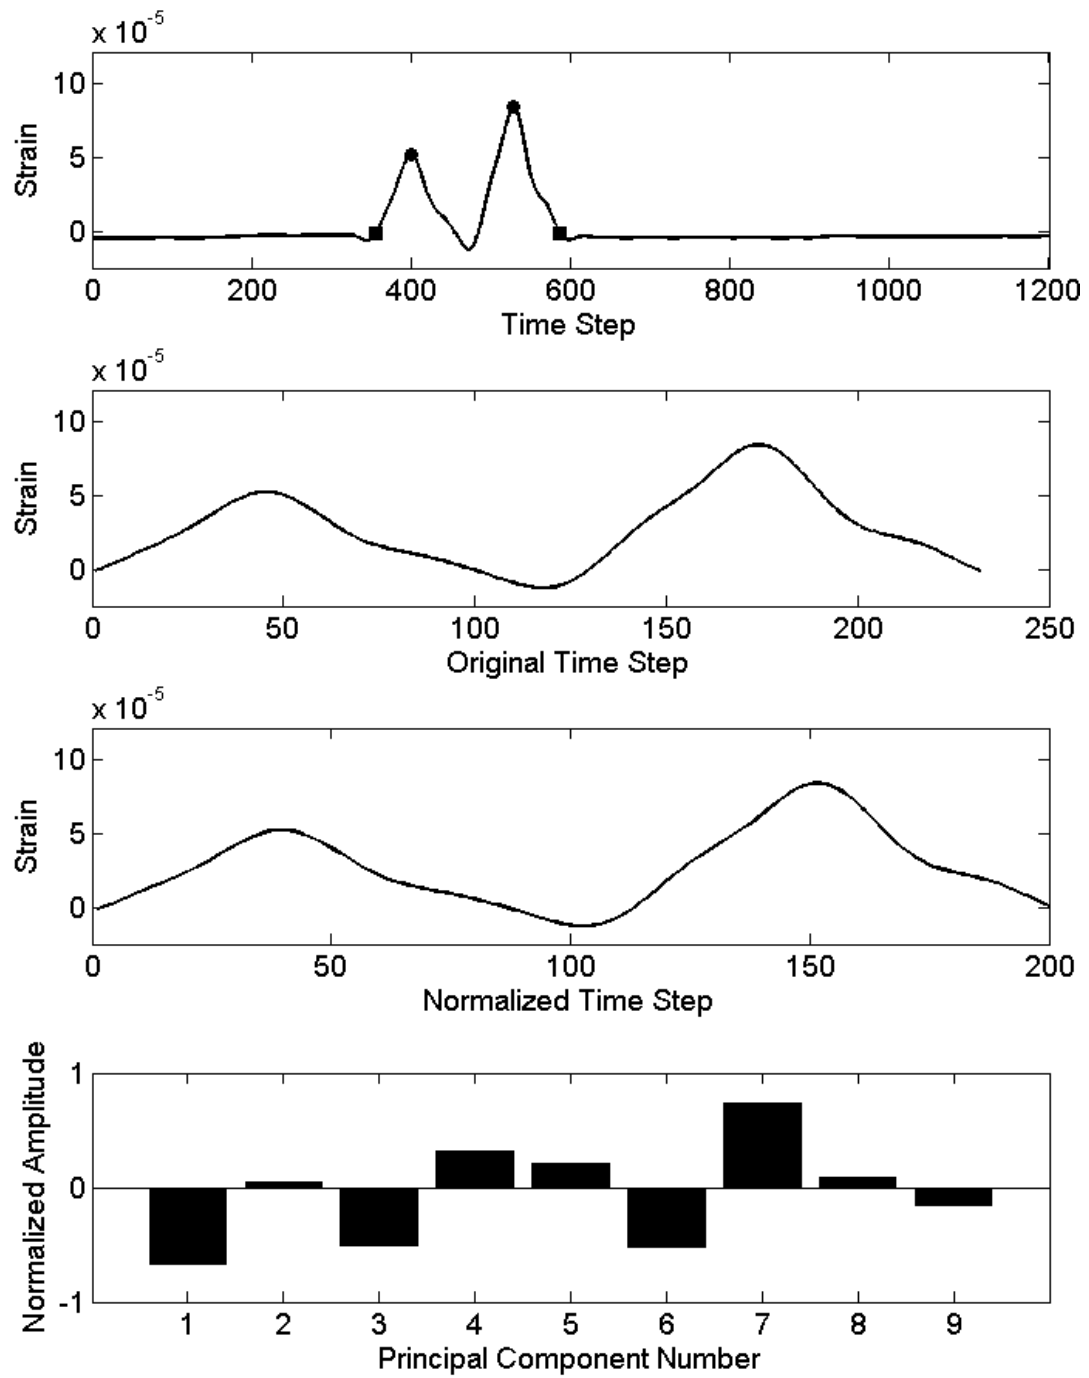 x 10-5
Strain
10
5
0
0 200 400 600 800 1000 1200
Time Step
x 10-5
Strain
10
5
0
0 50 100 150 200 250
Original Time Step
x 10-5
Strain
10
5
0
0 50 100 150 200
Normalized Time Step
Normalized Amplitude
1
0
-1
1 2 3 4 5 6 7 8 9
Principal Component Number